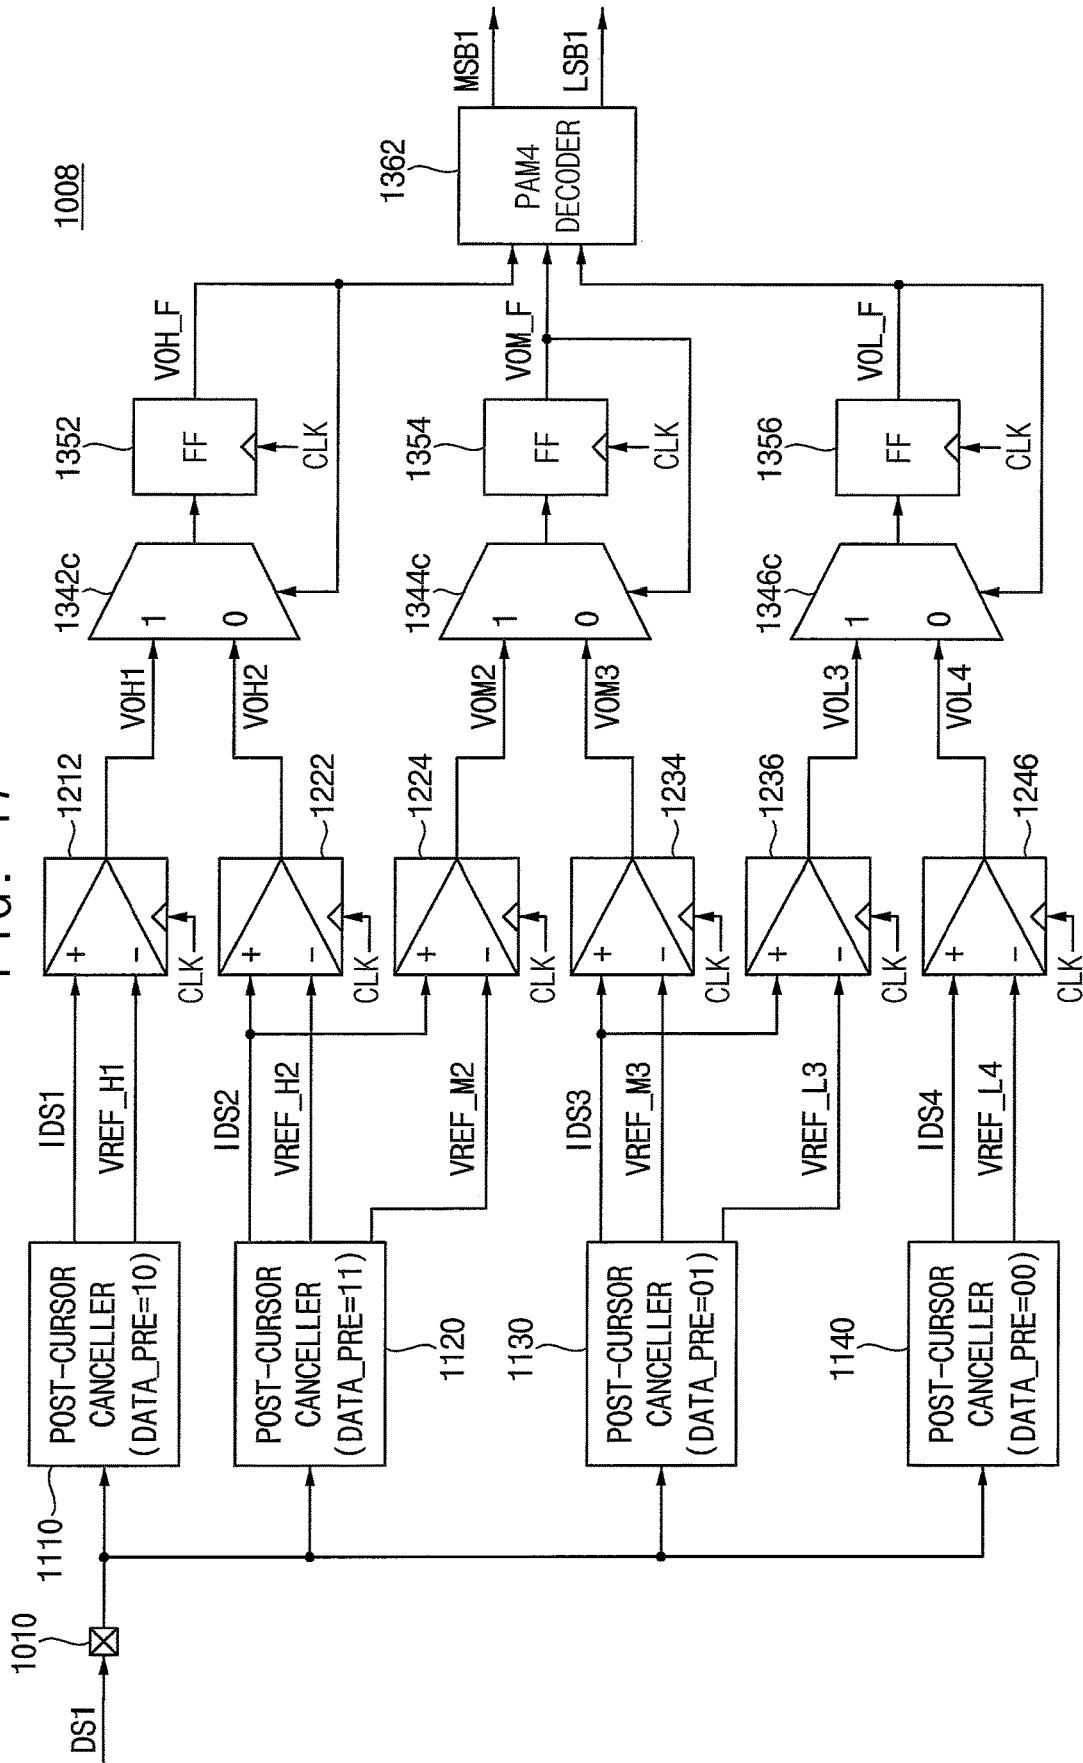 FIG. 17
1008
DS1
1010
1110
POST-CURSOR
CANCELLER
(DATA_PRE=10)
IDS1
VREF_H1
1212
CLK
VOH1
1342c
1
0
1352
FF
CLK
VOH_F
POST-CURSOR
CANCELLER
(DATA_PRE=11)
1120
IDS2
VREF_H2
VREF_M2
1222
CLK
VOH2
1224
CLK
VOM2
1344c
1
0
1354
FF
CLK
VOM_F
1130
POST-CURSOR
CANCELLER
(DATA_PRE=01)
IDS3
VREF_M3
VREF_L3
1234
CLK
VOM3
1236
CLK
VOL3
1346c
1
0
1356
FF
CLK
VOL_F
1140
POST-CURSOR
CANCELLER
(DATA_PRE=00)
IDS4
VREF_L4
1246
CLK
VOL4
1362
PAM4
DECODER
MSB1
LSB1